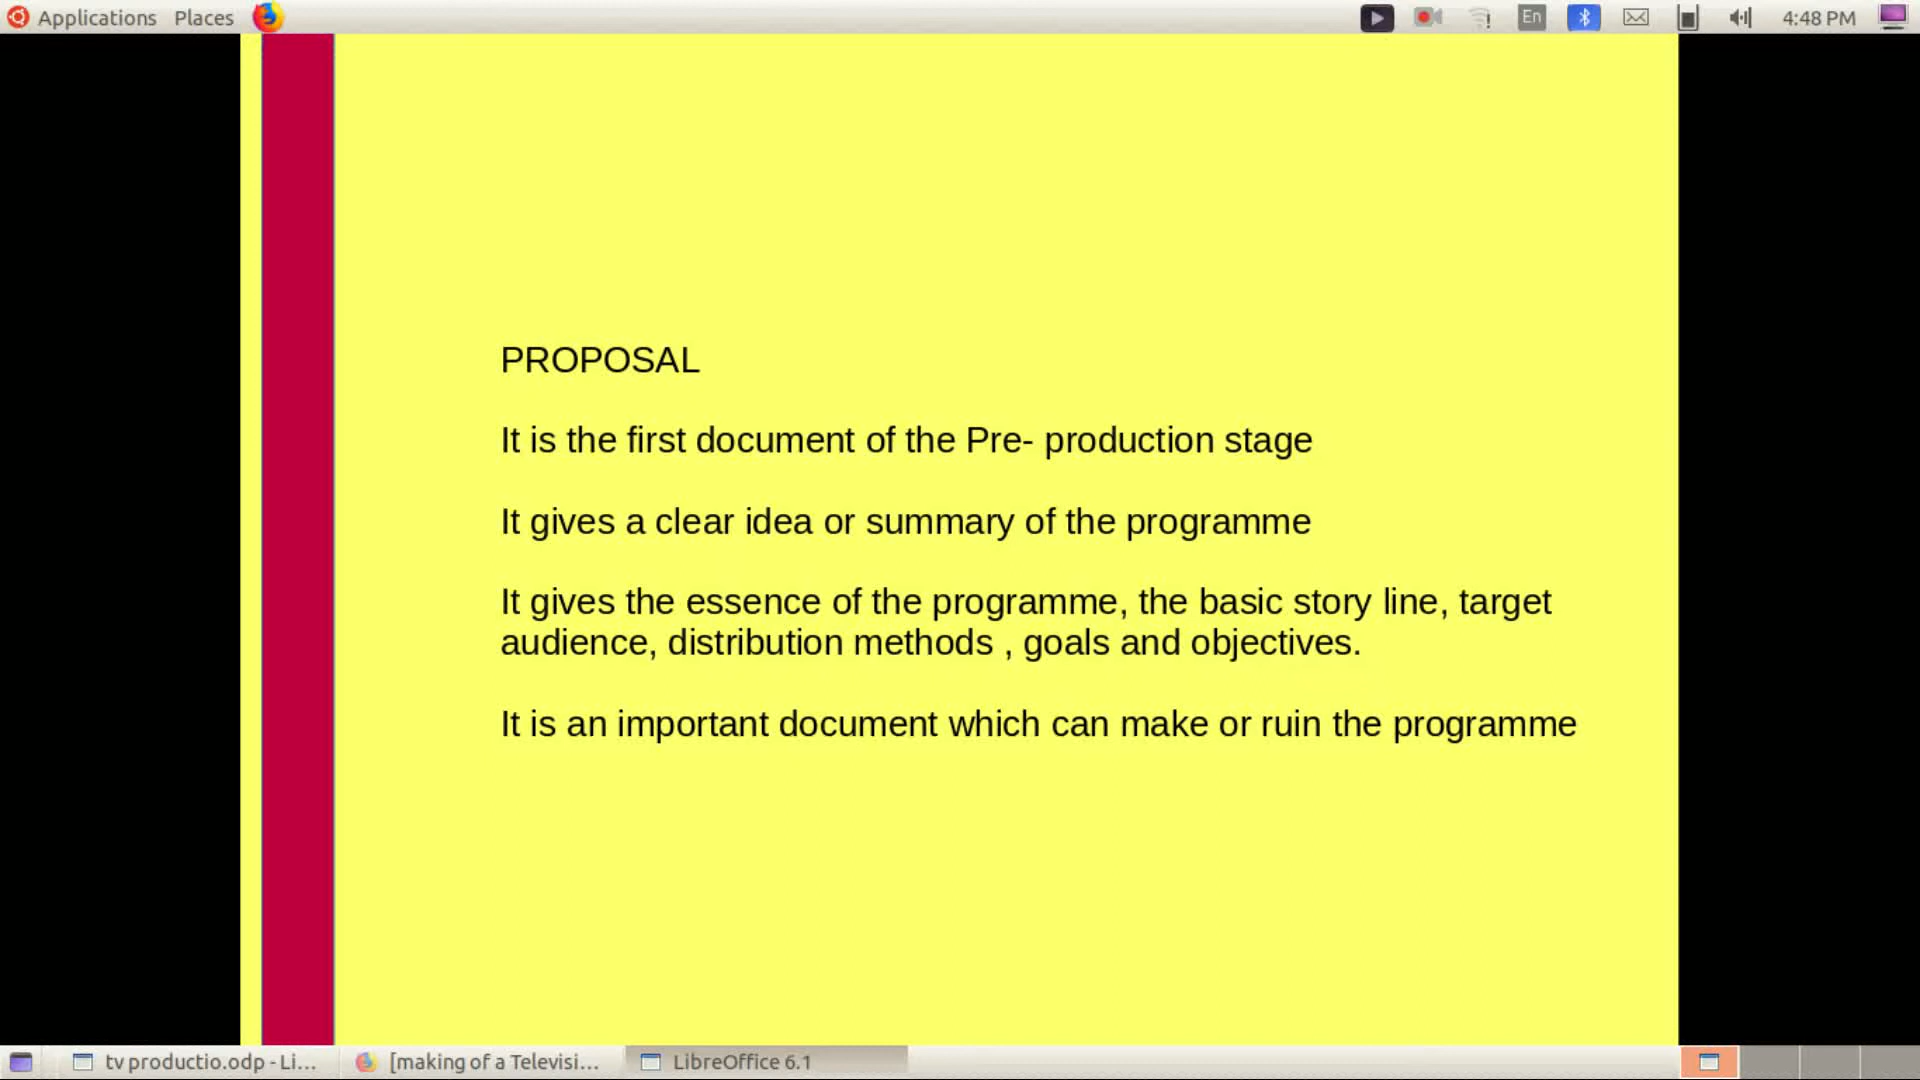 Applications Places En 4:48 PM
PROPOSAL
It is the first document of the Pre- production stage
It gives a clear idea or summary of the programme
It gives the essence of the programme, the basic story line, target
audience, distribution methods , goals and objectives.
It is an important document which can make or ruin the programme
tv productio.odp - Li... [making of a Televisi... LibreOffice 6.1